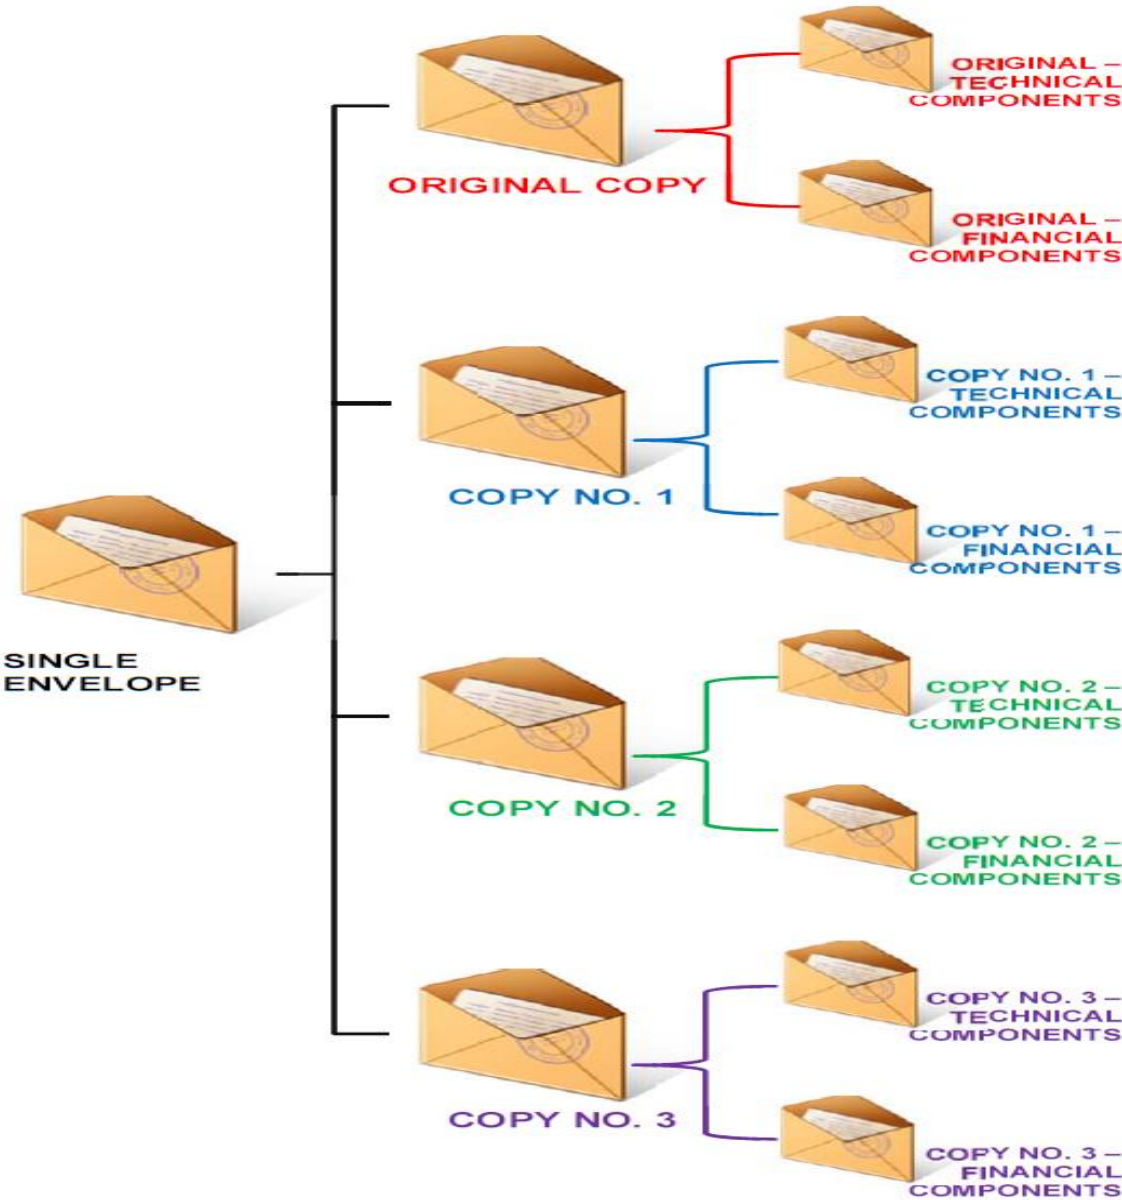 ORIGINAL –
TECHNICAL
COMPONENTS
ORIGINAL COPY
ORIGINAL –
FINANCIAL
COMPONENTS
COPY NO. 1 –
TECHNICAL
COMPONENTS
COPY NO. 1
COPY NO. 1 –
FINANCIAL
COMPONENTS
SINGLE
ENVELOPE
COPY NO. 2 –
TECHNICAL
COMPONENTS
COPY NO. 2
COPY NO. 2 –
FINANCIAL
COMPONENTS
COPY NO. 3 –
TECHNICAL
COMPONENTS
COPY NO. 3
COPY NO. 3 –
FINANCIAL
COMPONENTS